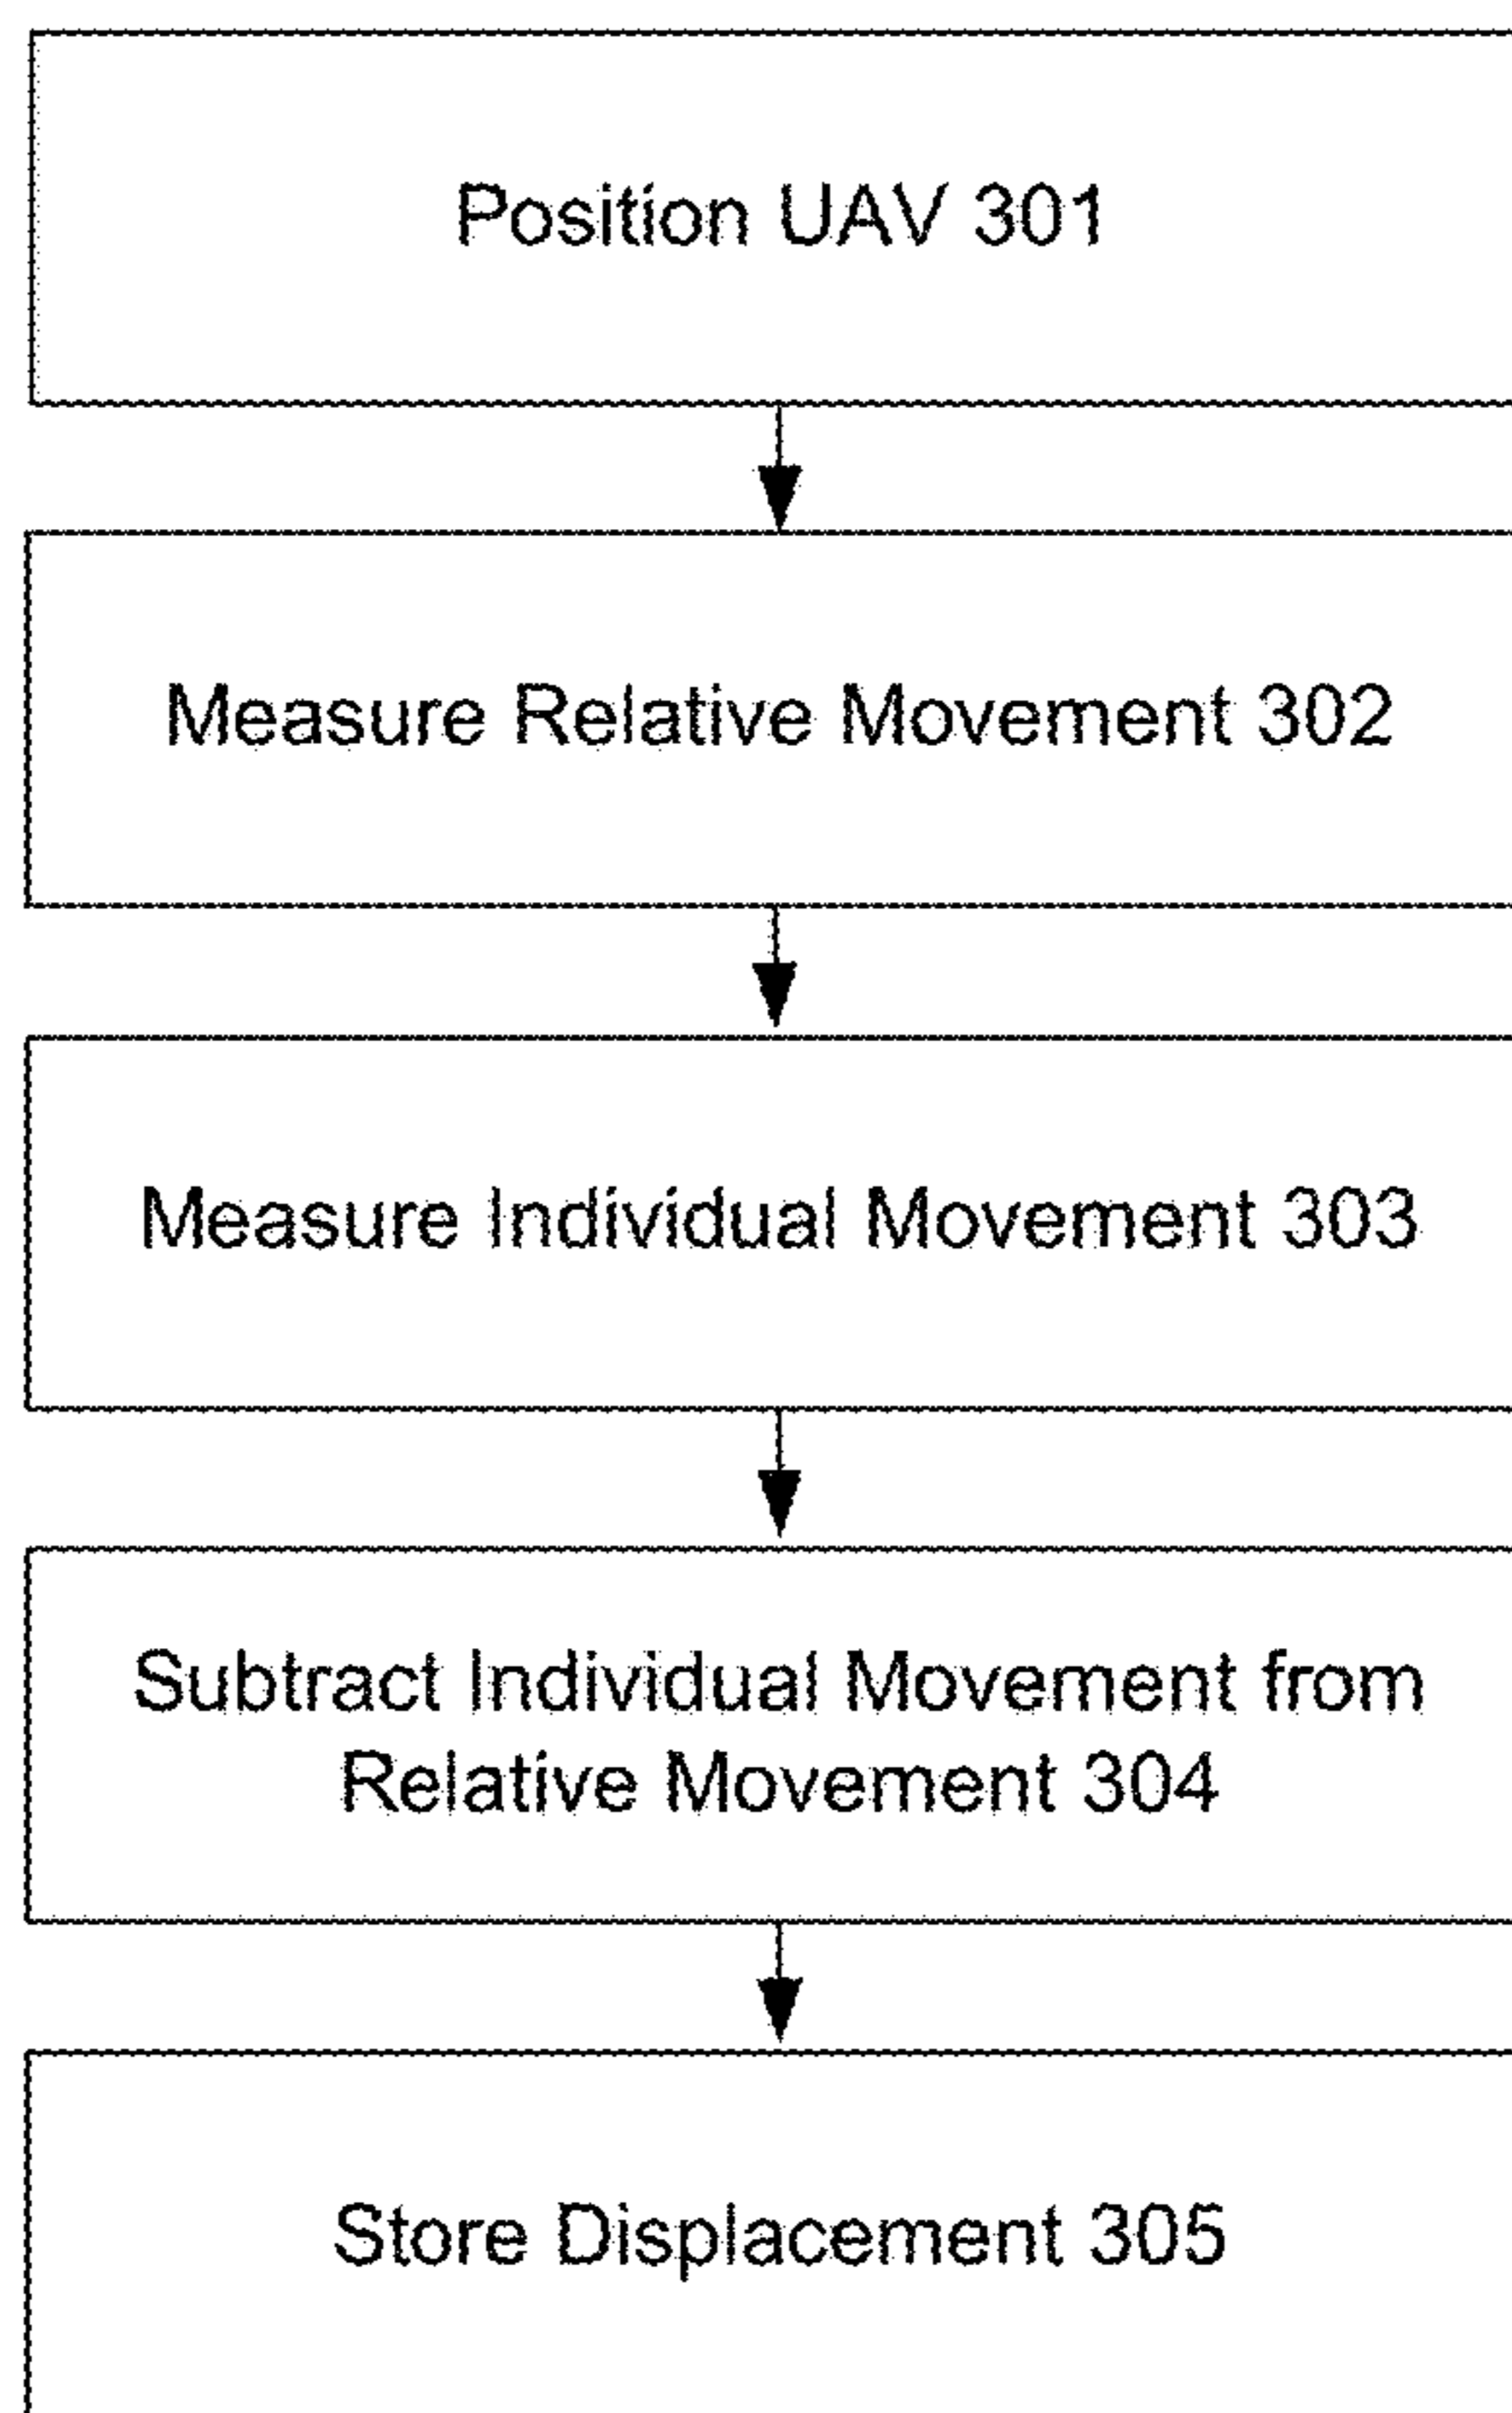 Position UAV 301
Measure Relative Movement 302
Measure Individual Movement 303
Subtract Individual Movement from
Relative Movement 304
Store Displacement 305